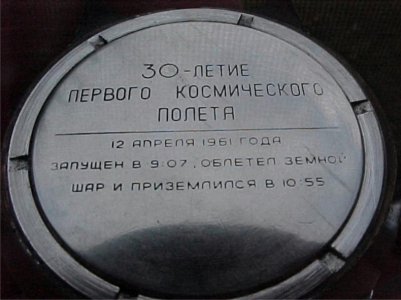 30-ЛЕТИЕ
ПЕРВОГО КОСМИЧЕСКОГО
ПОЛЕТА
12 АПРЕЛЯ 1961 ГОДА
ЗАПУЩЕН В 9:07, ОБЛЕТЕЛ ЗЕМНОЙ
ШАР И ПРИЗЕМЛИЛСЯ В 10:55